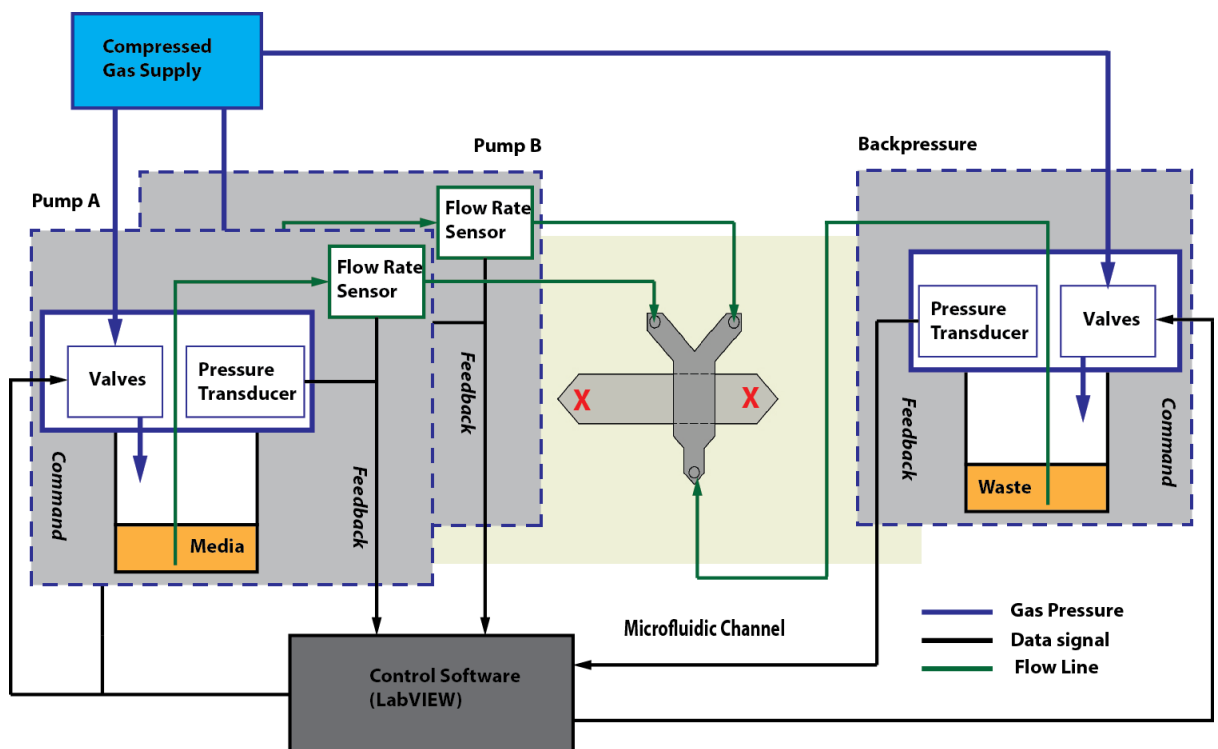 Compressed
Gas Supply
Pump B
Backpressure
Pump A
Flow Rate
Sensor
Flow Rate
Sensor
Pressure
Transducer
Valves
Valves
Pressure
Transducer
Feedback
Feedback
Command
Feedback
Command
X
X
Media
Waste
Microfluidic Channel
Control Software
(LabVIEW)
Gas Pressure
Data signal
Flow Line